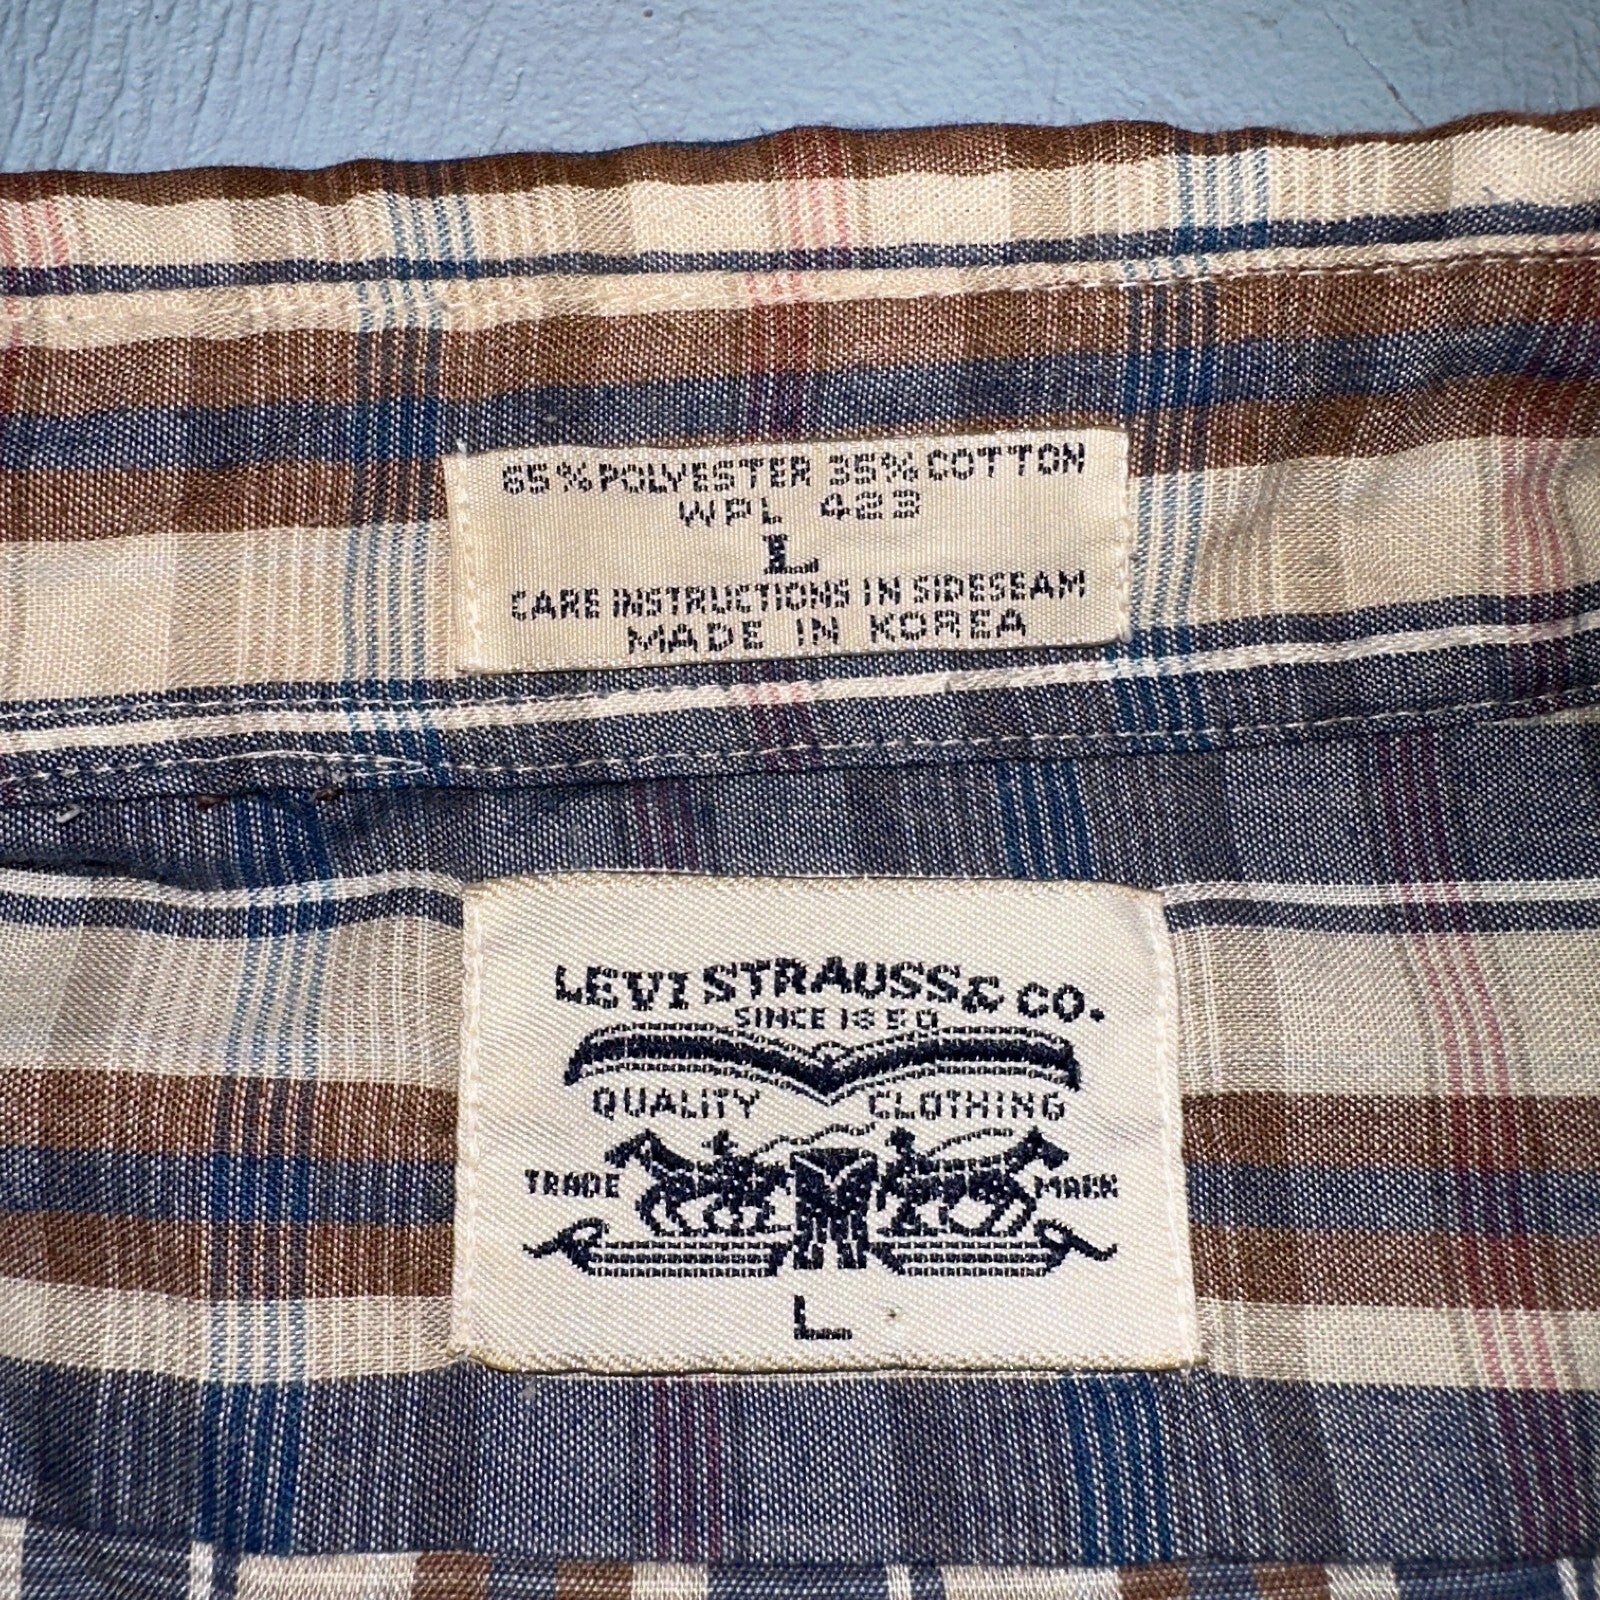 65% POLYESTER 35% COTTON
WPL 423
L
CARE INSTRUCTIONS IN SIDESEAM
MADE IN KOREA
LEVI STRAUSS & CO.
SINCE 1850
QUALITY CLOTHING
TRADE MARK
L